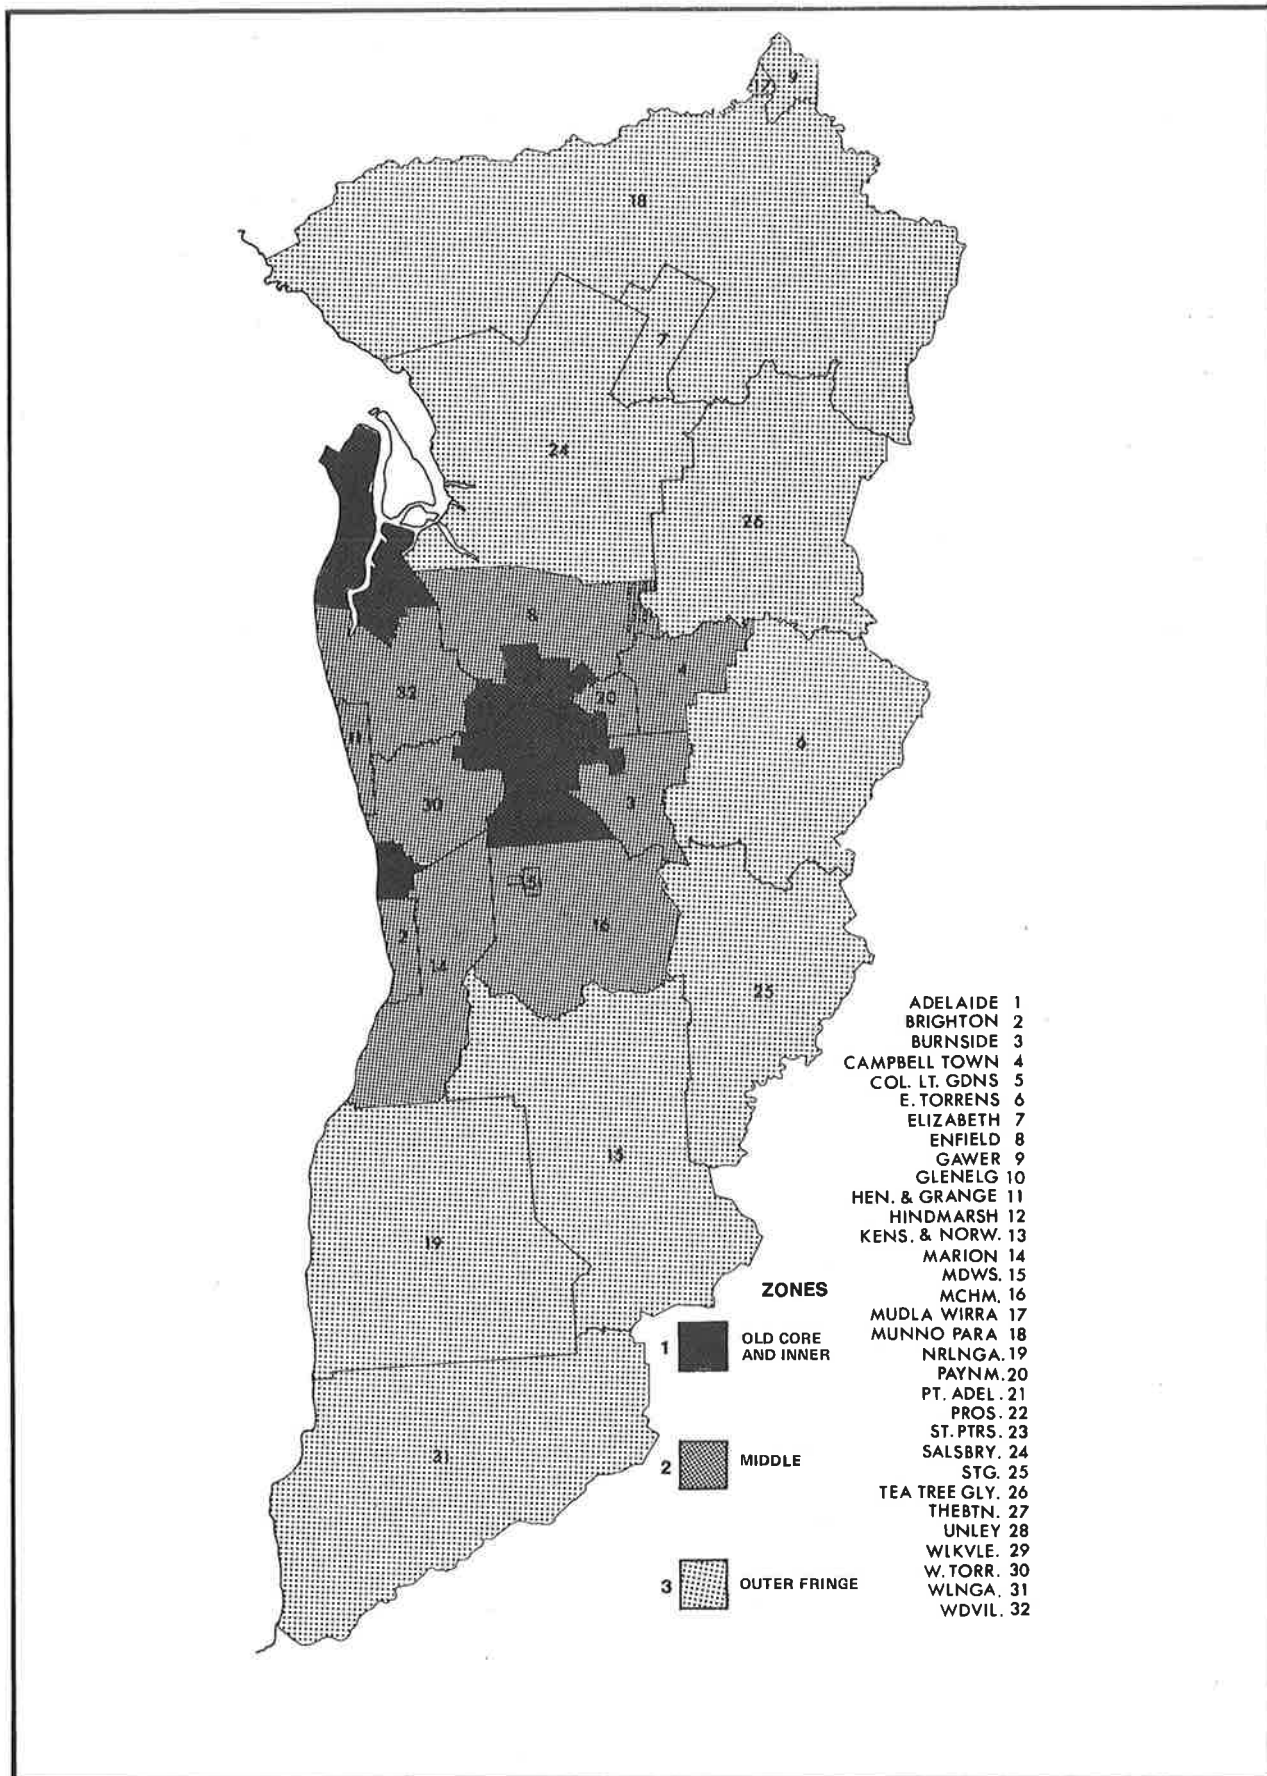 9
17
18
7
24
26
8
4
32
20
11
6
30
3
5
2
16
14
25
15
19
31
ADELAIDE 1
BRIGHTON 2
BURNSIDE 3
CAMPBELL TOWN 4
COL. LT. GDNS 5
E. TORRENS 6
ELIZABETH 7
ENFIELD 8
GAWER 9
GLENELG 10
HEN. & GRANGE 11
HINDMARSH 12
KENS. & NORW. 13
MARION 14
MDWS. 15
MCHM. 16
MUDLA WIRRA 17
MUNNO PARA 18
NRLNGA. 19
PAYNM. 20
PT. ADEL. 21
PROS. 22
ST. PTRS. 23
SALSBRY. 24
STG. 25
TEA TREE GLY. 26
THEBTN. 27
UNLEY 28
WLKVLE. 29
W. TORR. 30
WLNGA. 31
WDVIL. 32
ZONES
1 OLD CORE
AND INNER
2 MIDDLE
3 OUTER FRINGE